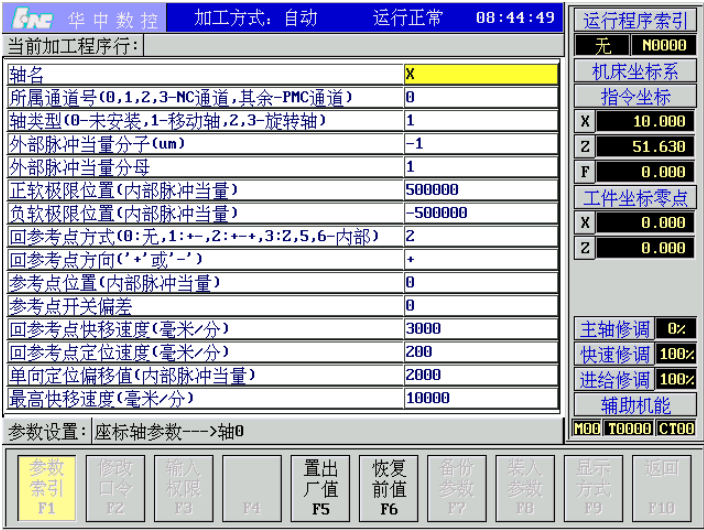 HNC 华中数控 加工方式：自动 运行正常 08:44:49
当前加工程序行:
轴名 X
所属通道号(0,1,2,3-NC通道,其余-PMC通道) 0
轴类型(0-未安装,1-移动轴,2,3-旋转轴) 1
外部脉冲当量分子(um) -1
外部脉冲当量分母 1
正软极限位置(内部脉冲当量) 500000
负软极限位置(内部脉冲当量) -500000
回参考点方式(0:无,1:+-,2:+-+,3:Z,5,6-内部) 2
回参考点方向('+'或'-') +
参考点位置(内部脉冲当量) 0
参考点开关偏差 0
回参考点快移速度(毫米/分) 3000
回参考点定位速度(毫米/分) 200
单向定位偏移值(内部脉冲当量) 2000
最高快移速度(毫米/分) 10000
参数设置: 座标轴参数--->轴0
运行程序索引
无 N0000
机床坐标系
指令坐标
X 10.000
Z 51.630
F 0.000
工件坐标零点
X 0.000
Z 0.000
主轴修调 0%
快速修调 100%
进给修调 100%
辅助机能
M00 T0000 CT00
参数索引 F1
修改口令 F2
输入权限 F3
F4
置出厂值 F5
恢复前值 F6
备份参数 F7
装入参数 F8
显示方式 F9
返回 F10